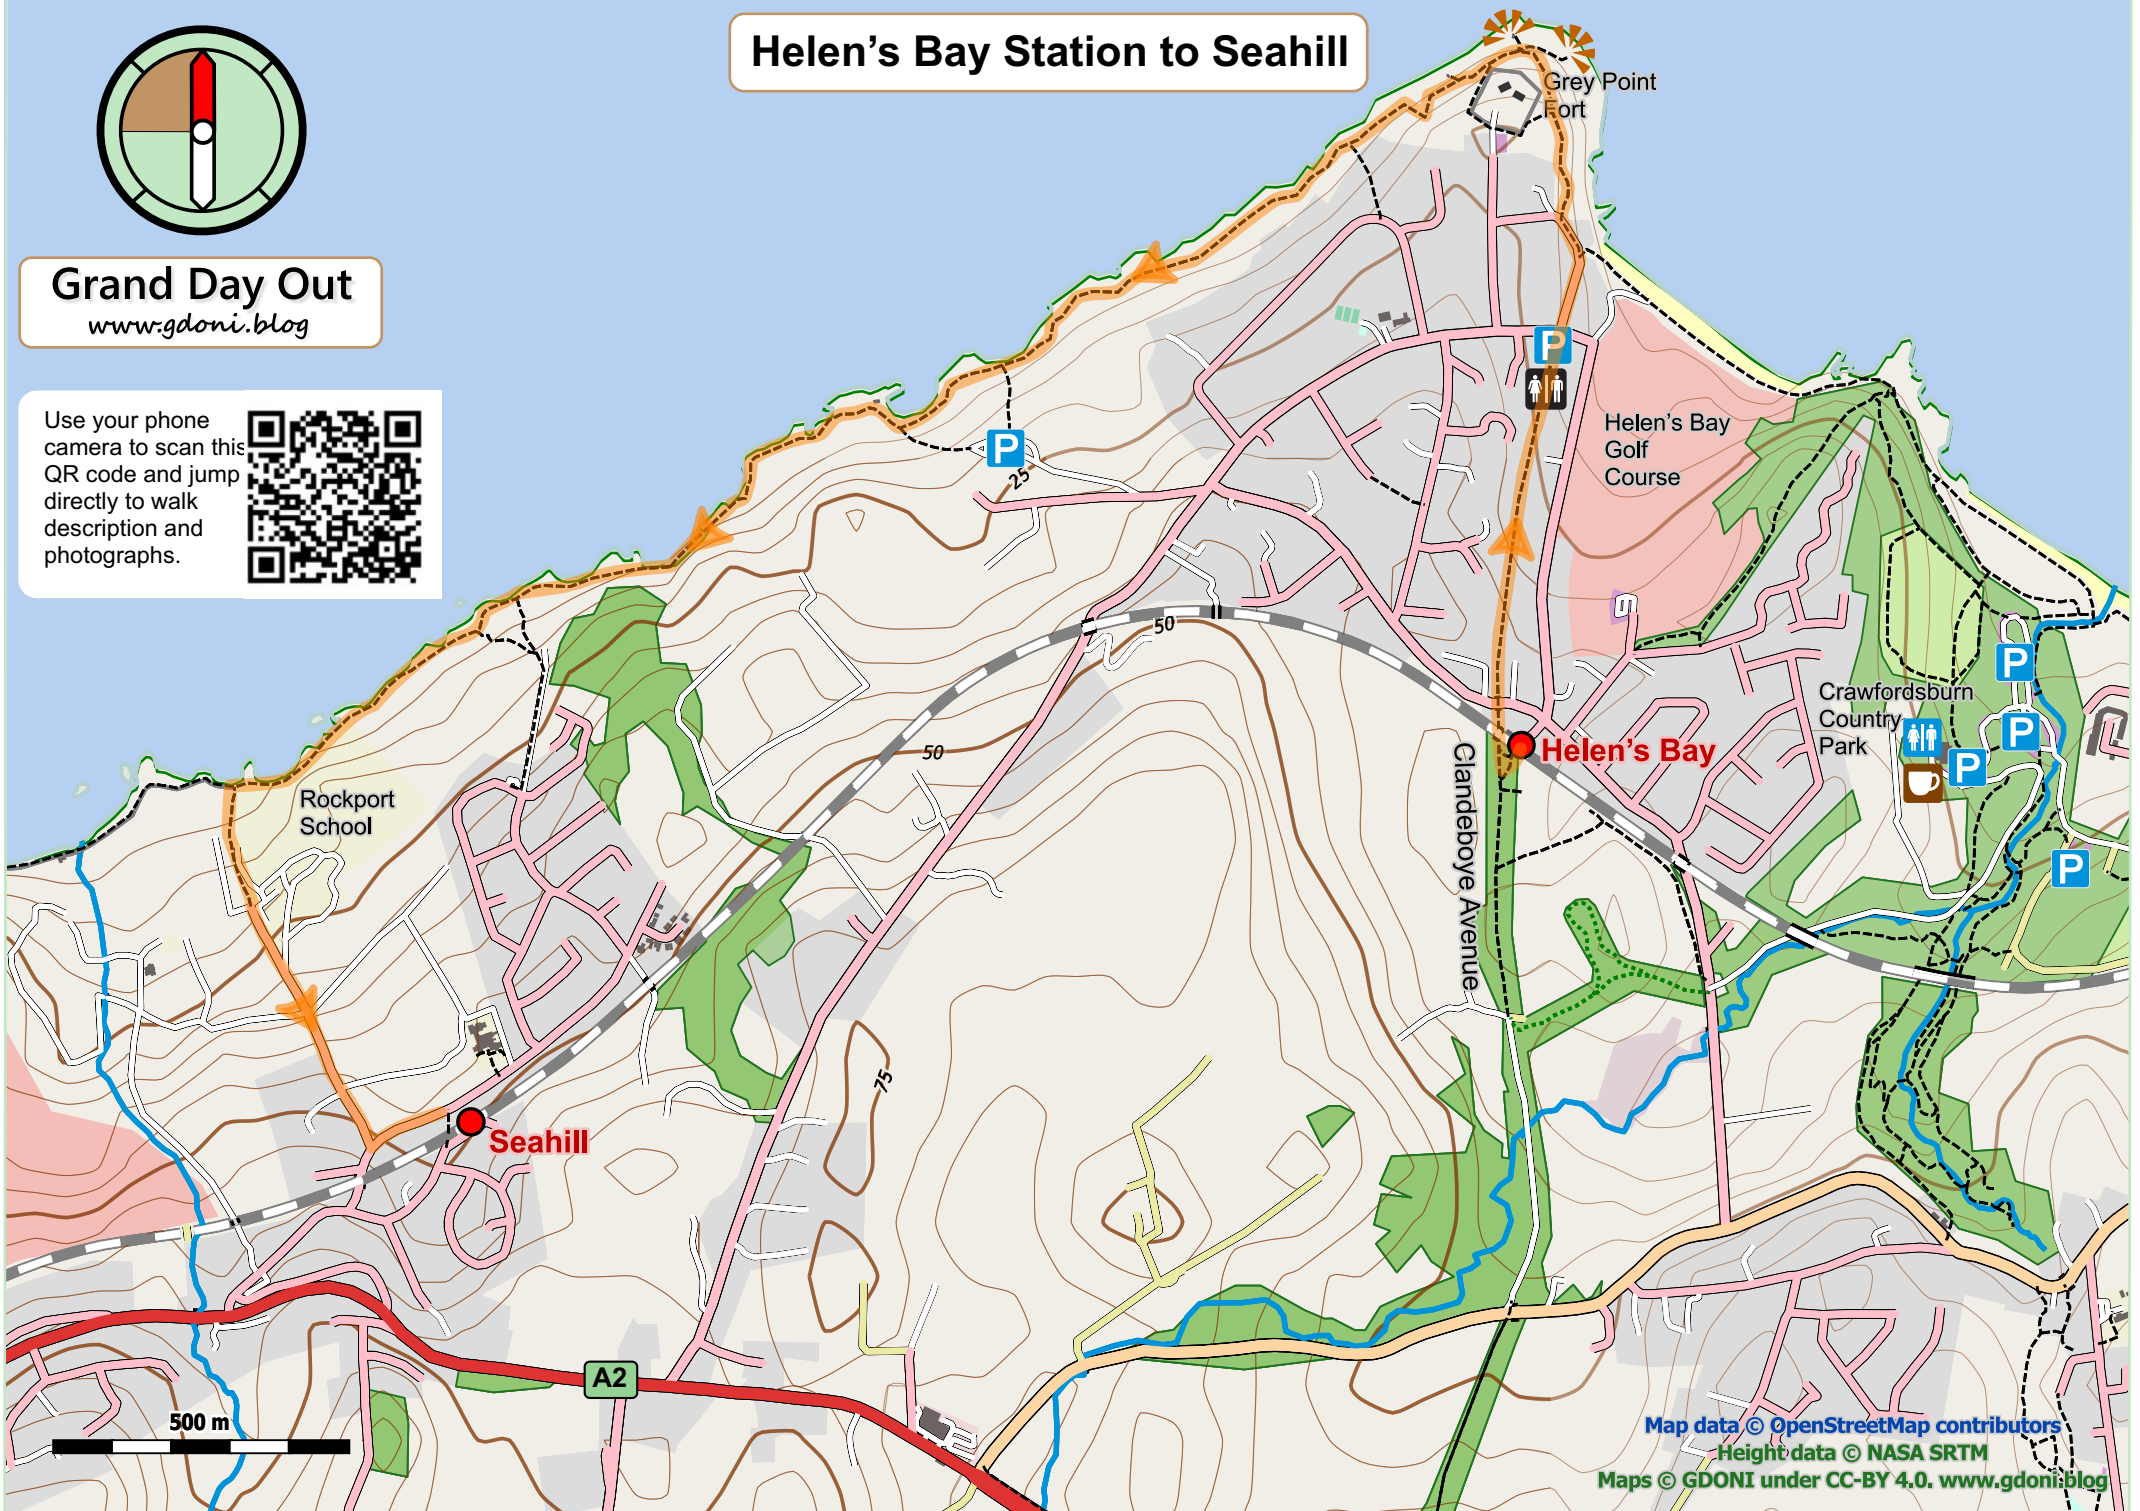 Helen's Bay Station to Seahill
Grey Point
Fort
Grand Day Out
www.gdoni.blog
Use your phone
camera to scan this
QR code and jump
directly to walk
description and
photographs.
P
P
25
Helen's Bay
Golf
Course
50
50
Crawfordsburn
Country
Park
P
P
P
P
Helen's Bay
Clandeboye Avenue
Rockport
School
75
Seahill
A2
500 m
Map data © OpenStreetMap contributors
Height data © NASA SRTM
Maps © GDONI under CC-BY 4.0. www.gdoni.blog